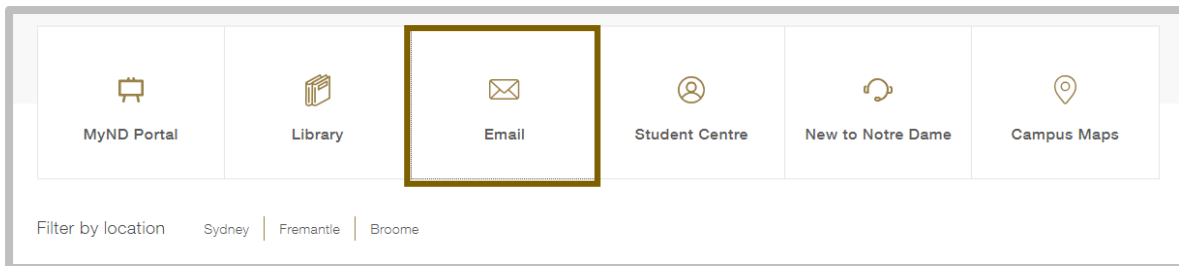 MyND Portal Library Email Student Centre New to Notre Dame Campus Maps
Filter by location Sydney Fremantle Broome